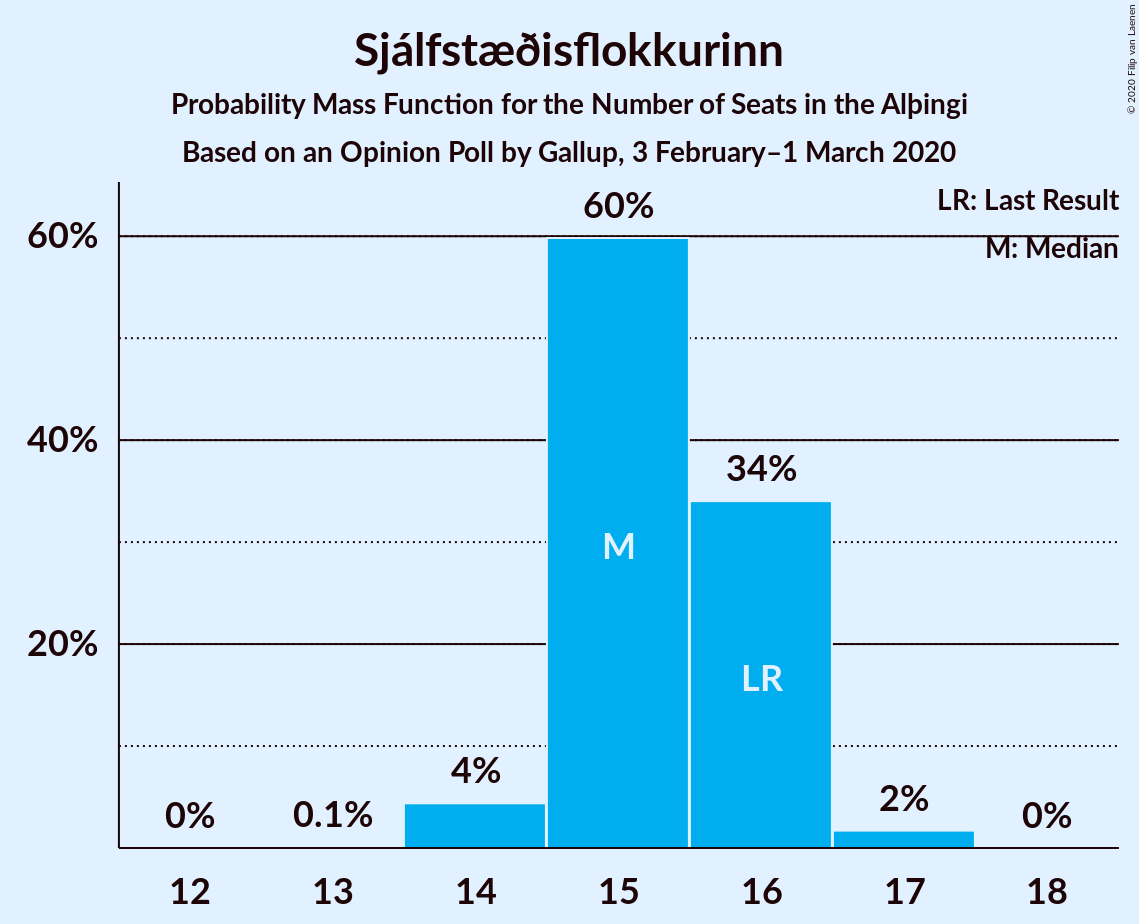 Sjálfstæðisflokkurinn
Probability Mass Function for the Number of Seats in the Alþingi
Based on an Opinion Poll by Gallup, 3 February–1 March 2020
© 2020 Filip van Laenen
LR: Last Result
M: Median
60%
40%
20%
0%
0.1%
4%
60%
34%
2%
0%
M
LR
12 13 14 15 16 17 18